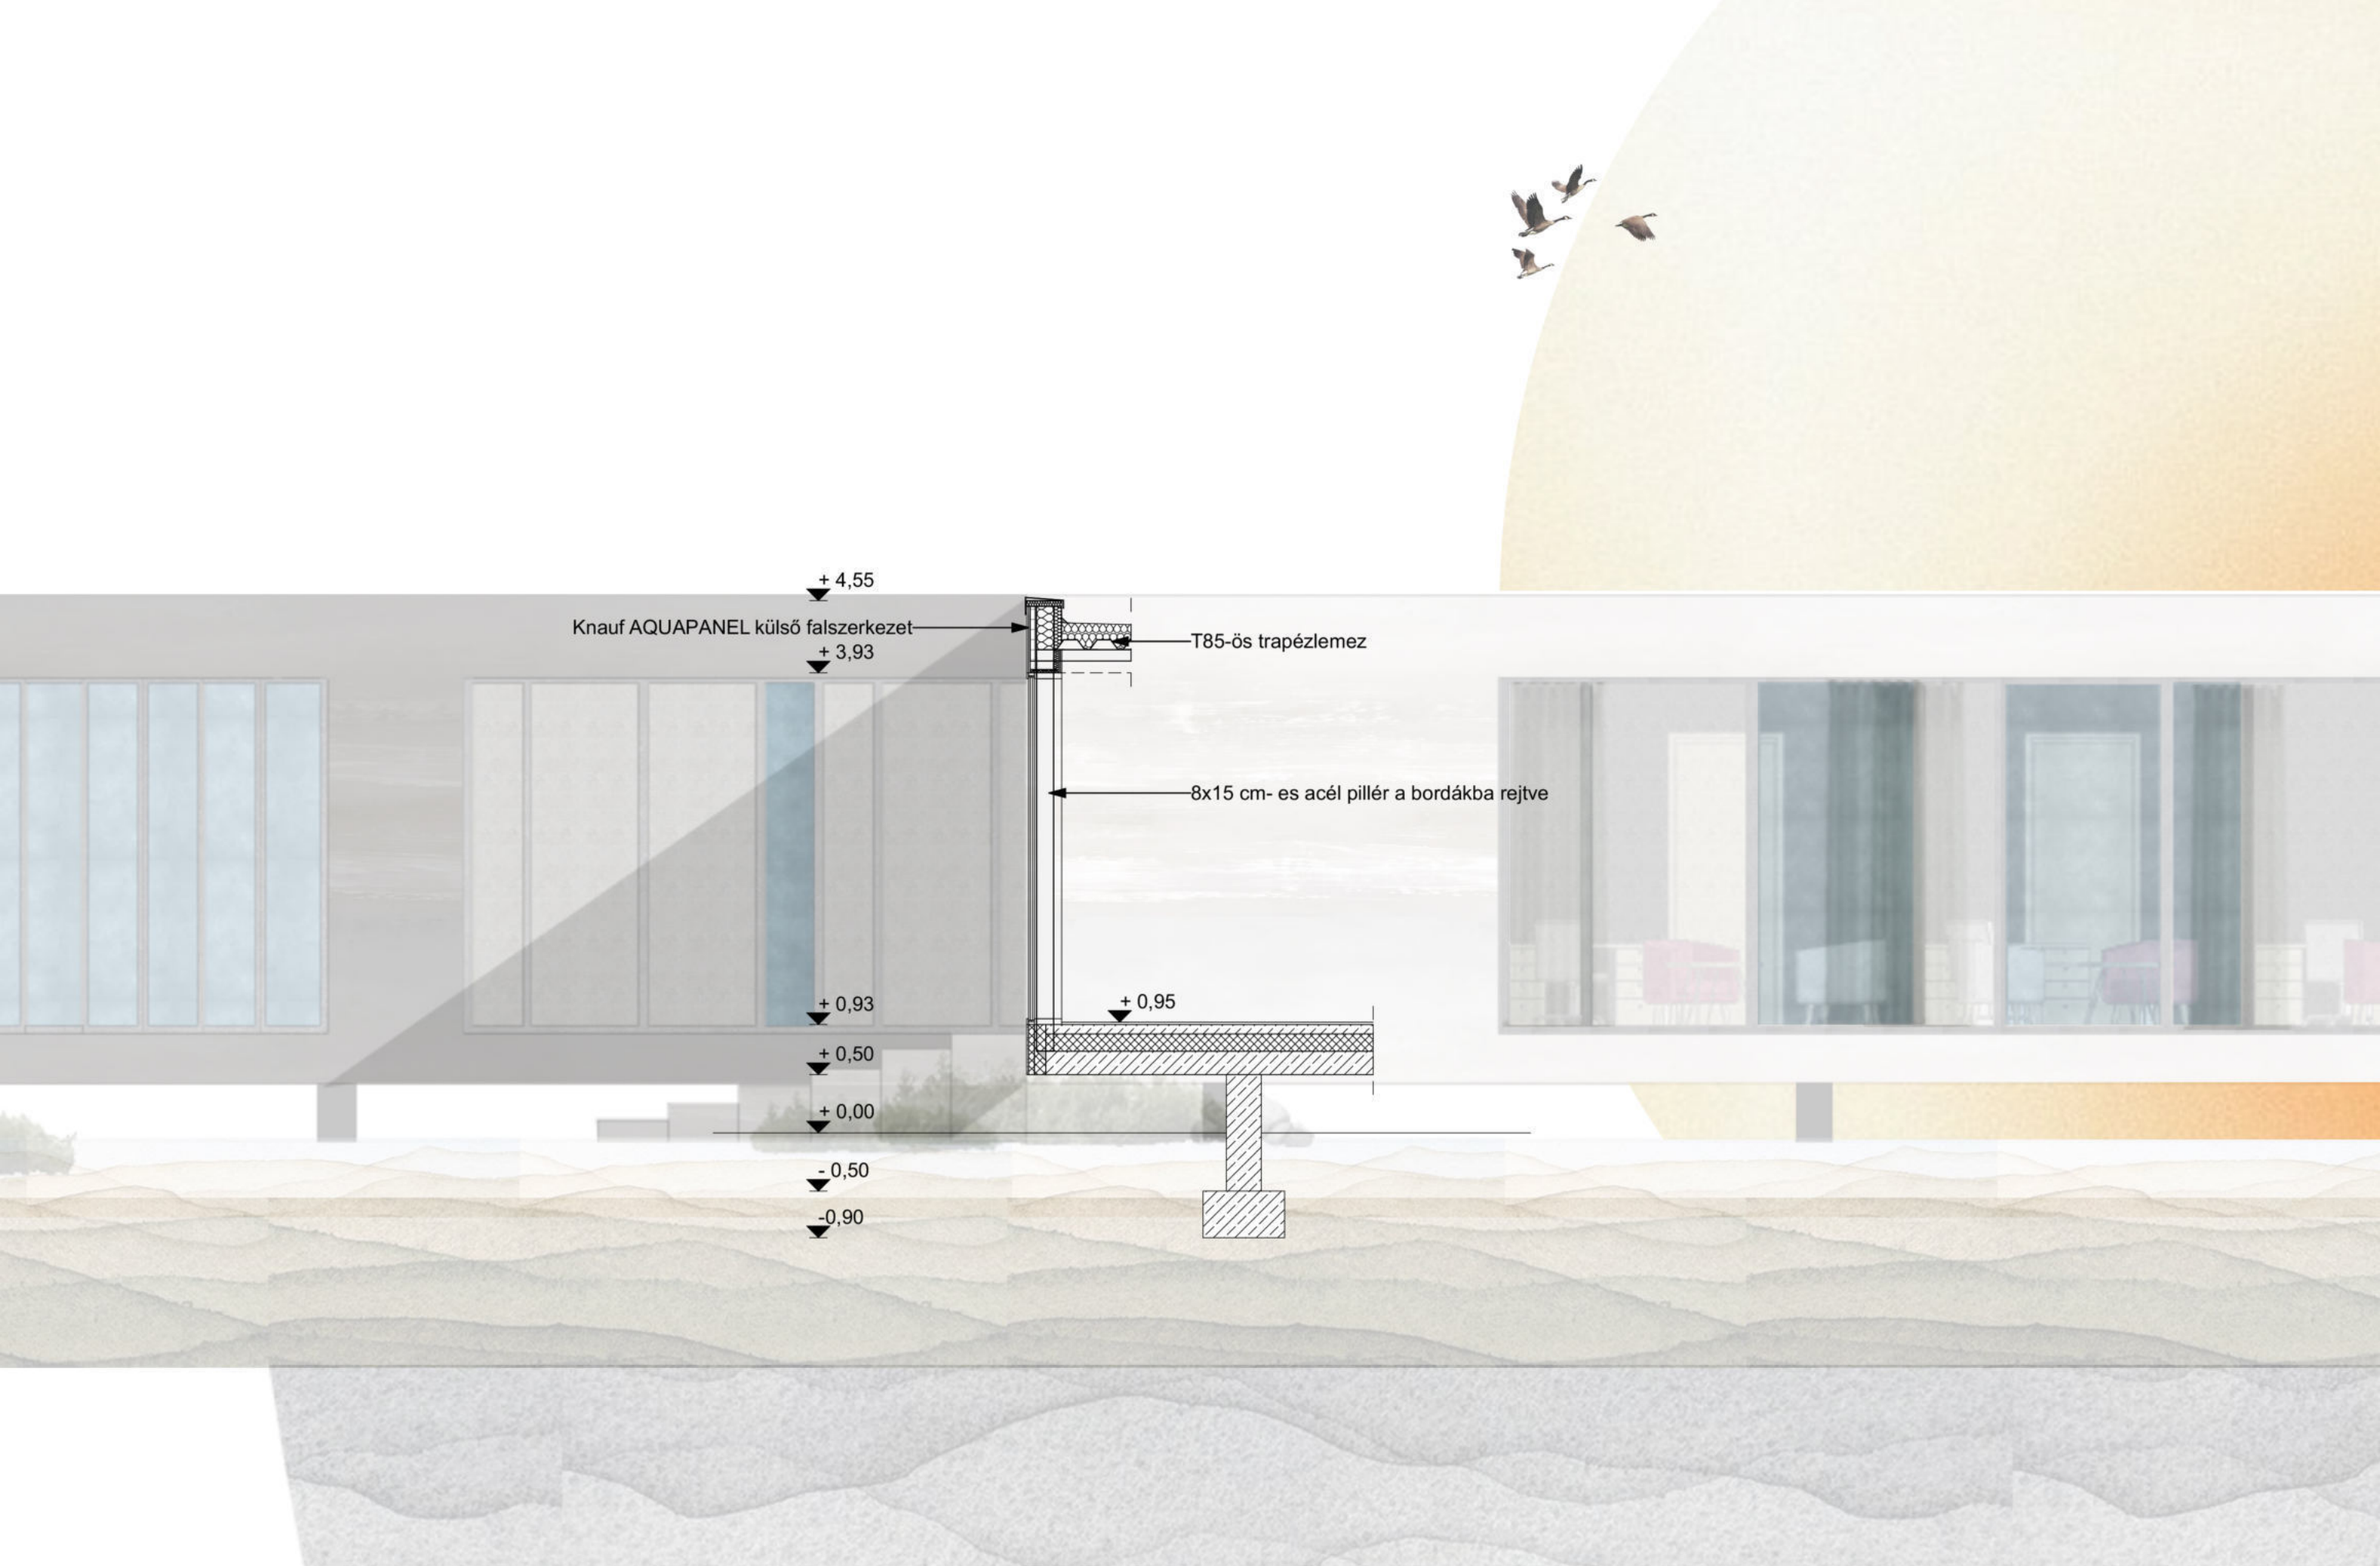 + 4,55
Knauf AQUAPANEL külső falszerkezet
T85-ös trapézlemez
+ 3,93
8x15 cm- es acél pillér a bordákba rejtve
+ 0,93
+ 0,95
+ 0,50
+ 0,00
- 0,50
-0,90